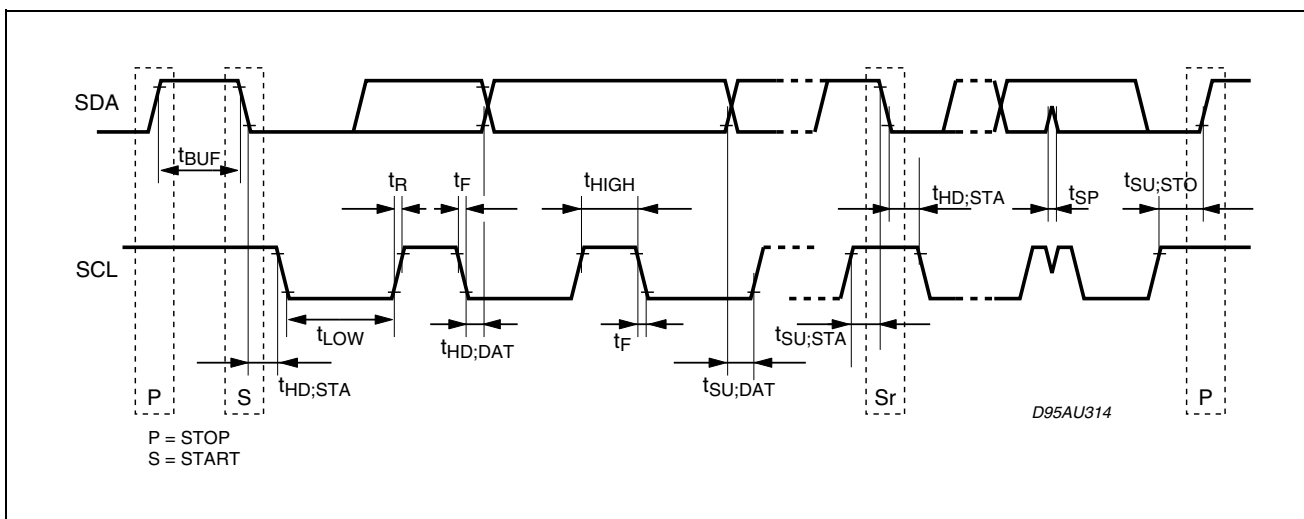 SDA
tBUF
tR
tF
tHIGH
tHD;STA
tSP
tSU;STO
SCL
tLOW
tHD;DAT
tF
tSU;STA
tHD;STA
tSU;DAT
P
S
Sr
D95AU314
P
P = STOP
S = START